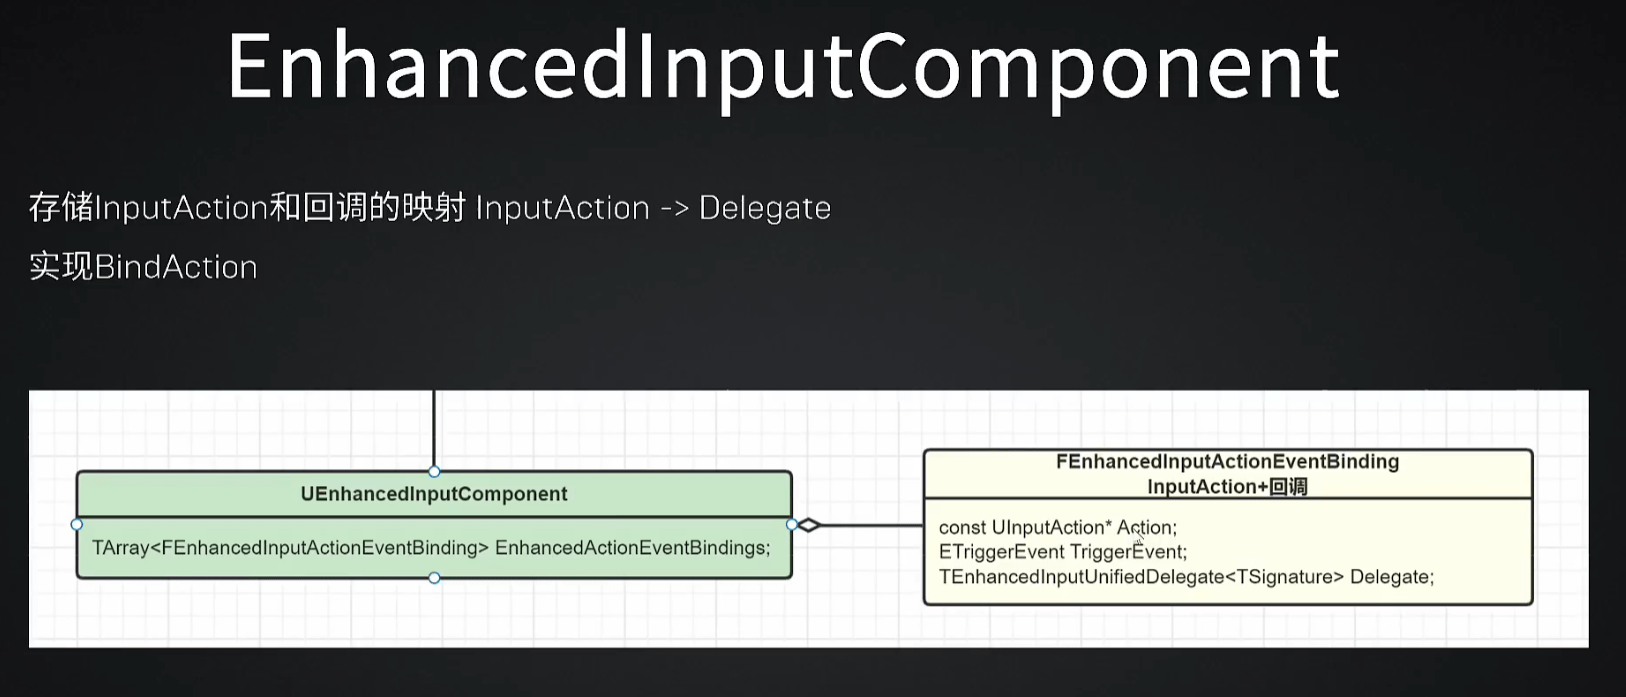 EnhancedInputComponent
存储InputAction和回调的映射 InputAction -> Delegate
实现BindAction
UEnhancedInputComponent
TArray<FEnhancedInputActionEventBinding> EnhancedActionEventBindings;
FEnhancedInputActionEventBinding
InputAction+回调
const UInputAction* Action;
ETriggerEvent TriggerEvent;
TEnhancedInputUnifiedDelegate<TSignature> Delegate;